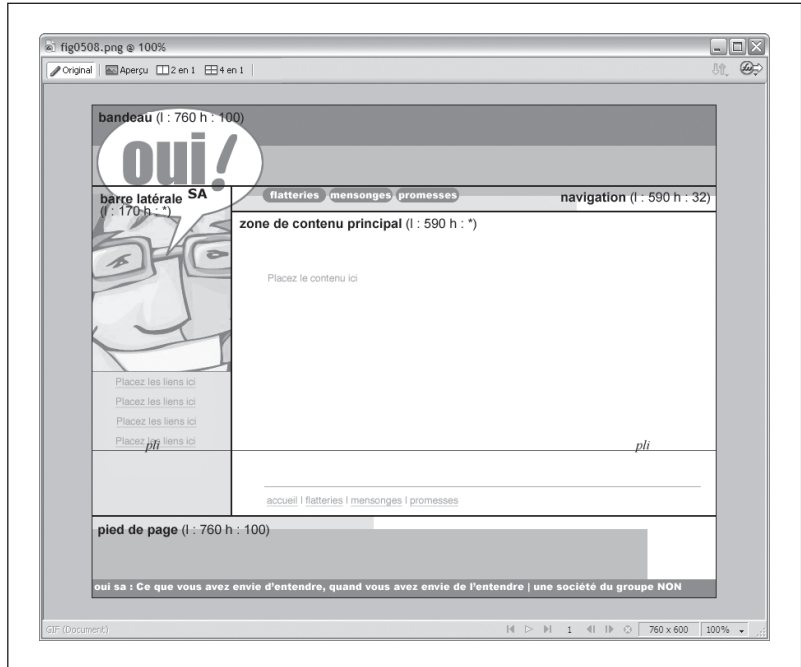 fig0508.png @ 100%
Original Aperçu 2 en 1 4 en 1
bandeau (l : 760 h : 100)
oui!
SA
flatteries mensonges promesses
navigation (l : 590 h : 32)
barre latérale
(l : 170 h : *)
zone de contenu principal (l : 590 h : *)
Placez le contenu ici
Placez les liens ici
Placez les liens ici
Placez les liens ici
Placez les liens ici
pli pli
accueil | flatteries | mensonges | promesses
pied de page (l : 760 h : 100)
oui sa : Ce que vous avez envie d'entendre, quand vous avez envie de l'entendre | une société du groupe NON
GIF (Document) 1 760 x 600 100%